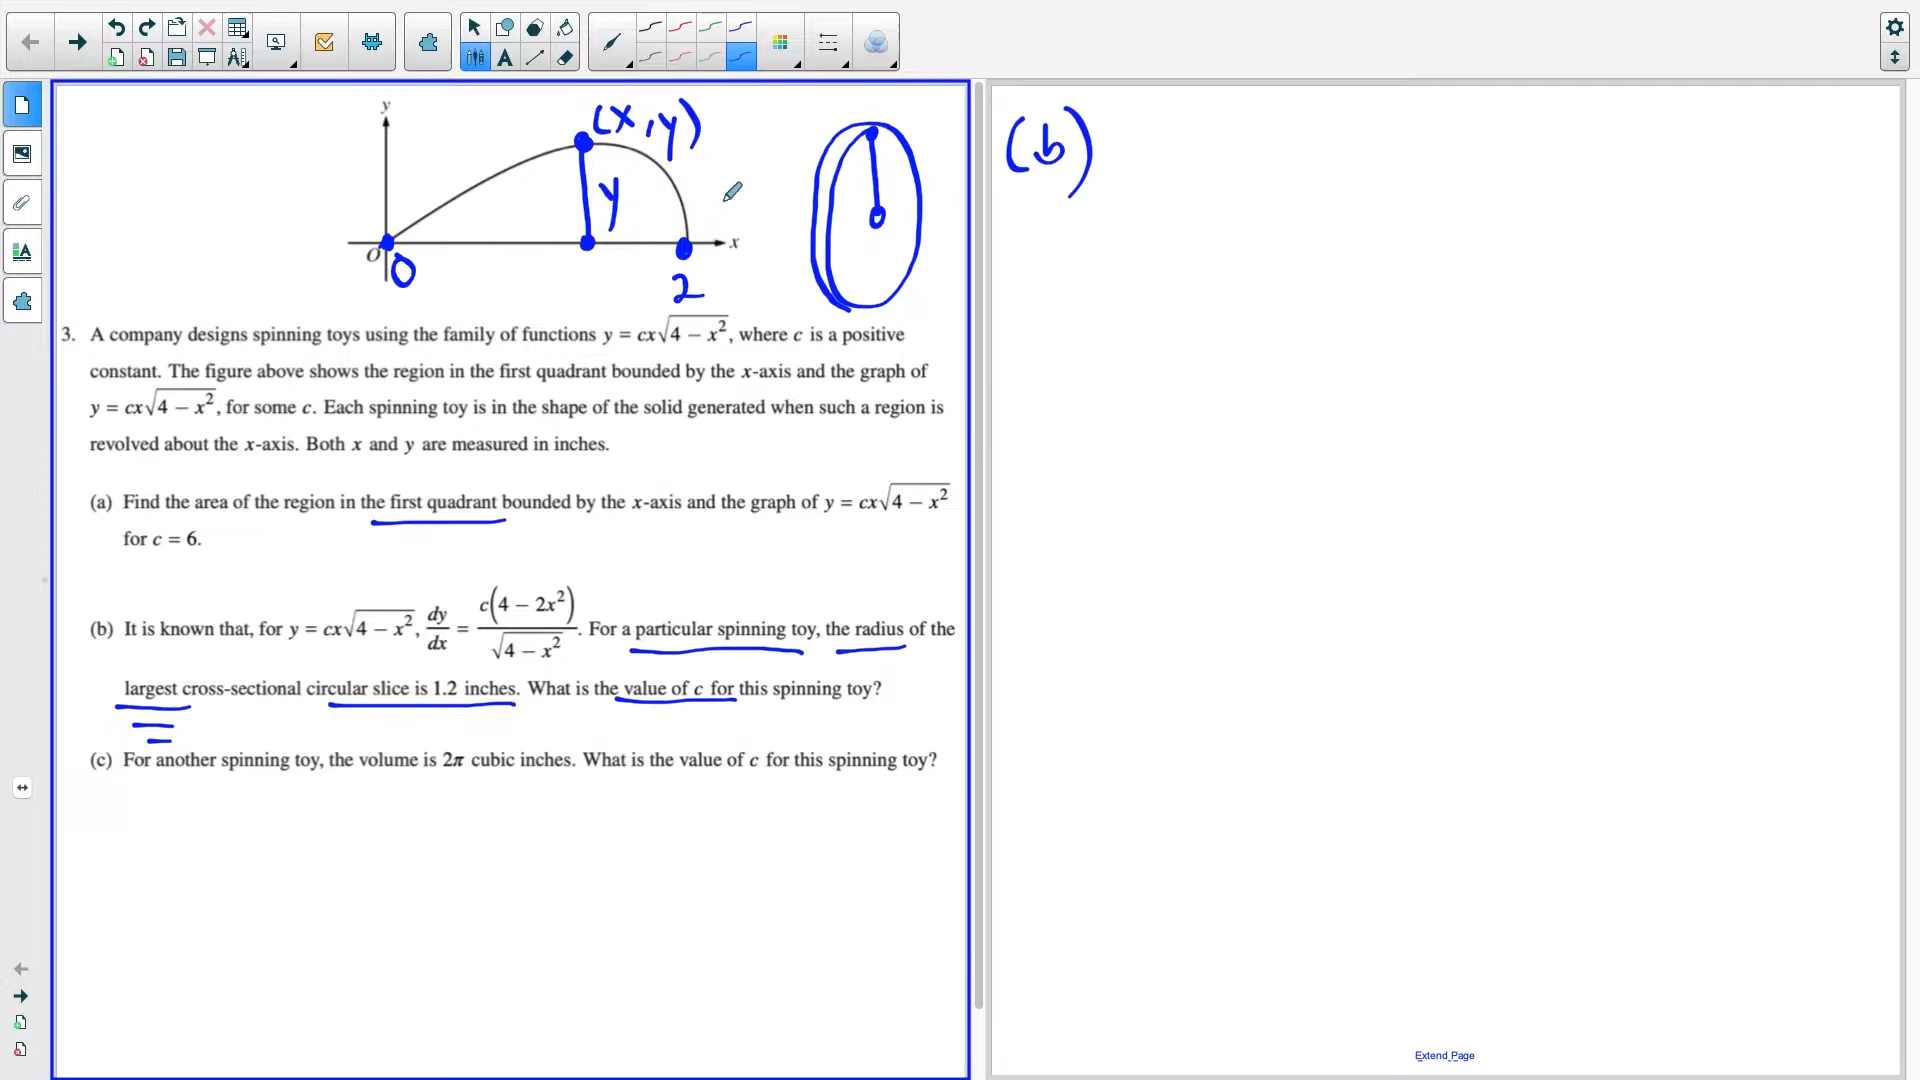 y
(x,y)
y
x
O
0
2
(b)
3. A company designs spinning toys using the family of functions y = cx√(4 − x²), where c is a positive
constant. The figure above shows the region in the first quadrant bounded by the x-axis and the graph of
y = cx√(4 − x²), for some c. Each spinning toy is in the shape of the solid generated when such a region is
revolved about the x-axis. Both x and y are measured in inches.
(a) Find the area of the region in the first quadrant bounded by the x-axis and the graph of y = cx√(4 − x²)
for c = 6.
(b) It is known that, for y = cx√(4 − x²), dy/dx = c(4 − 2x²)/√(4 − x²). For a particular spinning toy, the radius of the
largest cross-sectional circular slice is 1.2 inches. What is the value of c for this spinning toy?
(c) For another spinning toy, the volume is 2π cubic inches. What is the value of c for this spinning toy?
Extend_Page